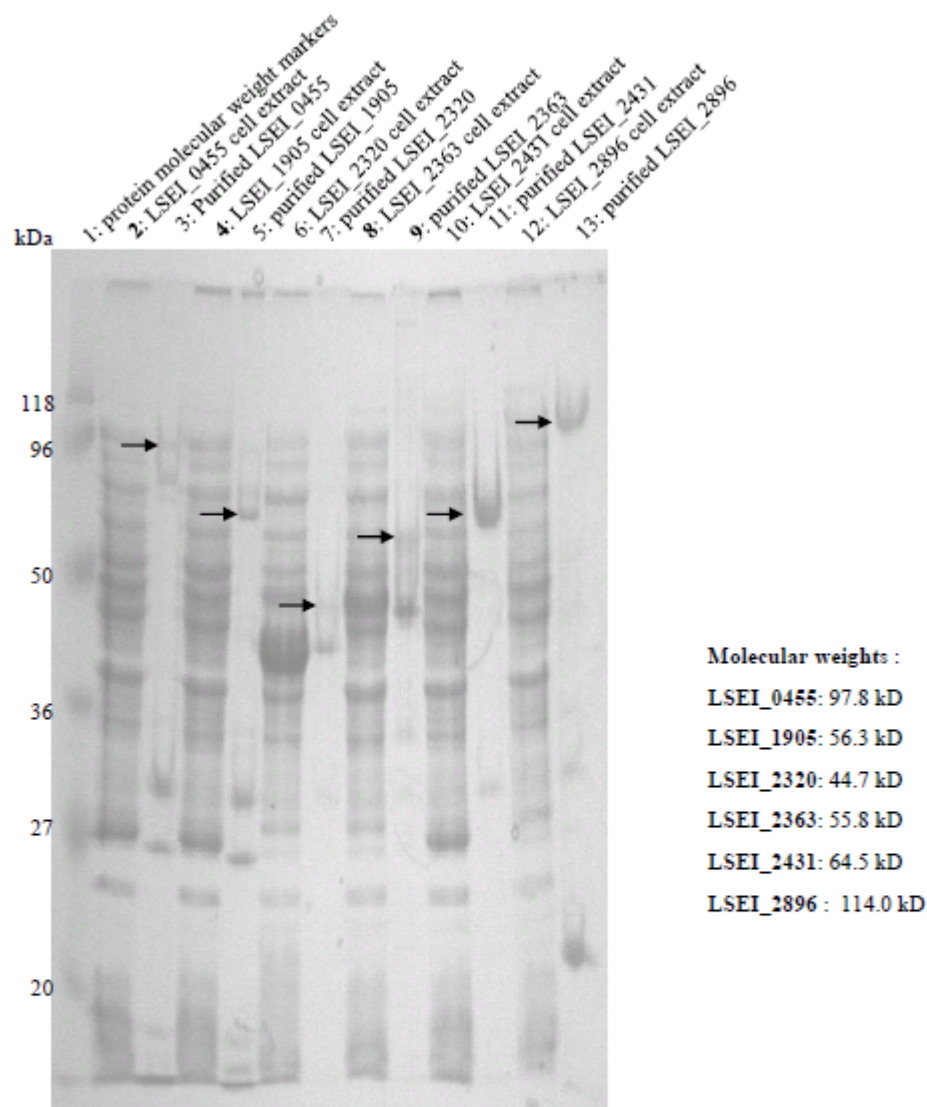 1: protein molecular weight markers
2: LSEI_0455 cell extract
3: Purified LSEI_0455
4: LSEI_1905 cell extract
5: purified LSEI_1905
6: LSEI_2320 cell extract
7: purified LSEI_2320
8: LSEI_2363 cell extract
9: purified LSEI_2363
10: LSEI_2431 cell extract
11: purified LSEI_2431
12: LSEI_2896 cell extract
13: purified LSEI_2896
kDa
118
96
50
36
27
20
Molecular weights :
LSEI_0455: 97.8 kD
LSEI_1905: 56.3 kD
LSEI_2320: 44.7 kD
LSEI_2363: 55.8 kD
LSEI_2431: 64.5 kD
LSEI_2896 : 114.0 kD